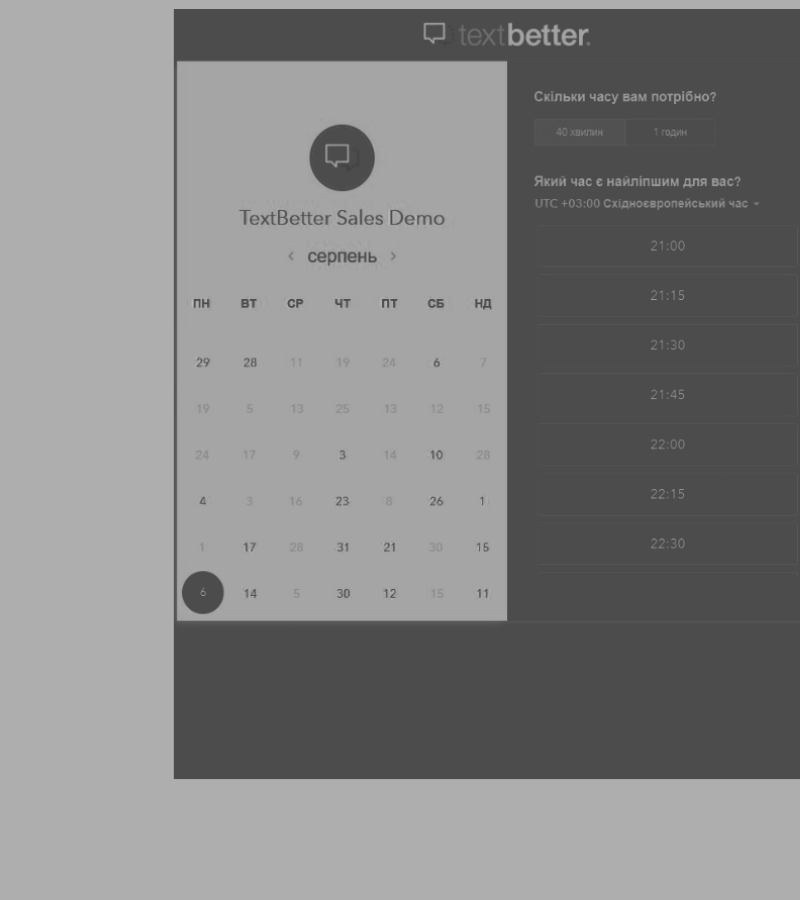 textbetter.
TextBetter Sales Demo
‹ серпень ›
ПН ВТ СР ЧТ ПТ СБ НД
29 28 11 19 24 6 7
19 5 13 25 13 12 15
24 17 9 3 14 10 28
4 3 16 23 8 26 1
1 17 28 31 21 30 15
6 14 5 30 12 15 11
Скільки часу вам потрібно?
40 хвилин 1 годин
Який час є найліпшим для вас?
UTC +03:00 Східноєвропейський час
21:00
21:15
21:30
21:45
22:00
22:15
22:30